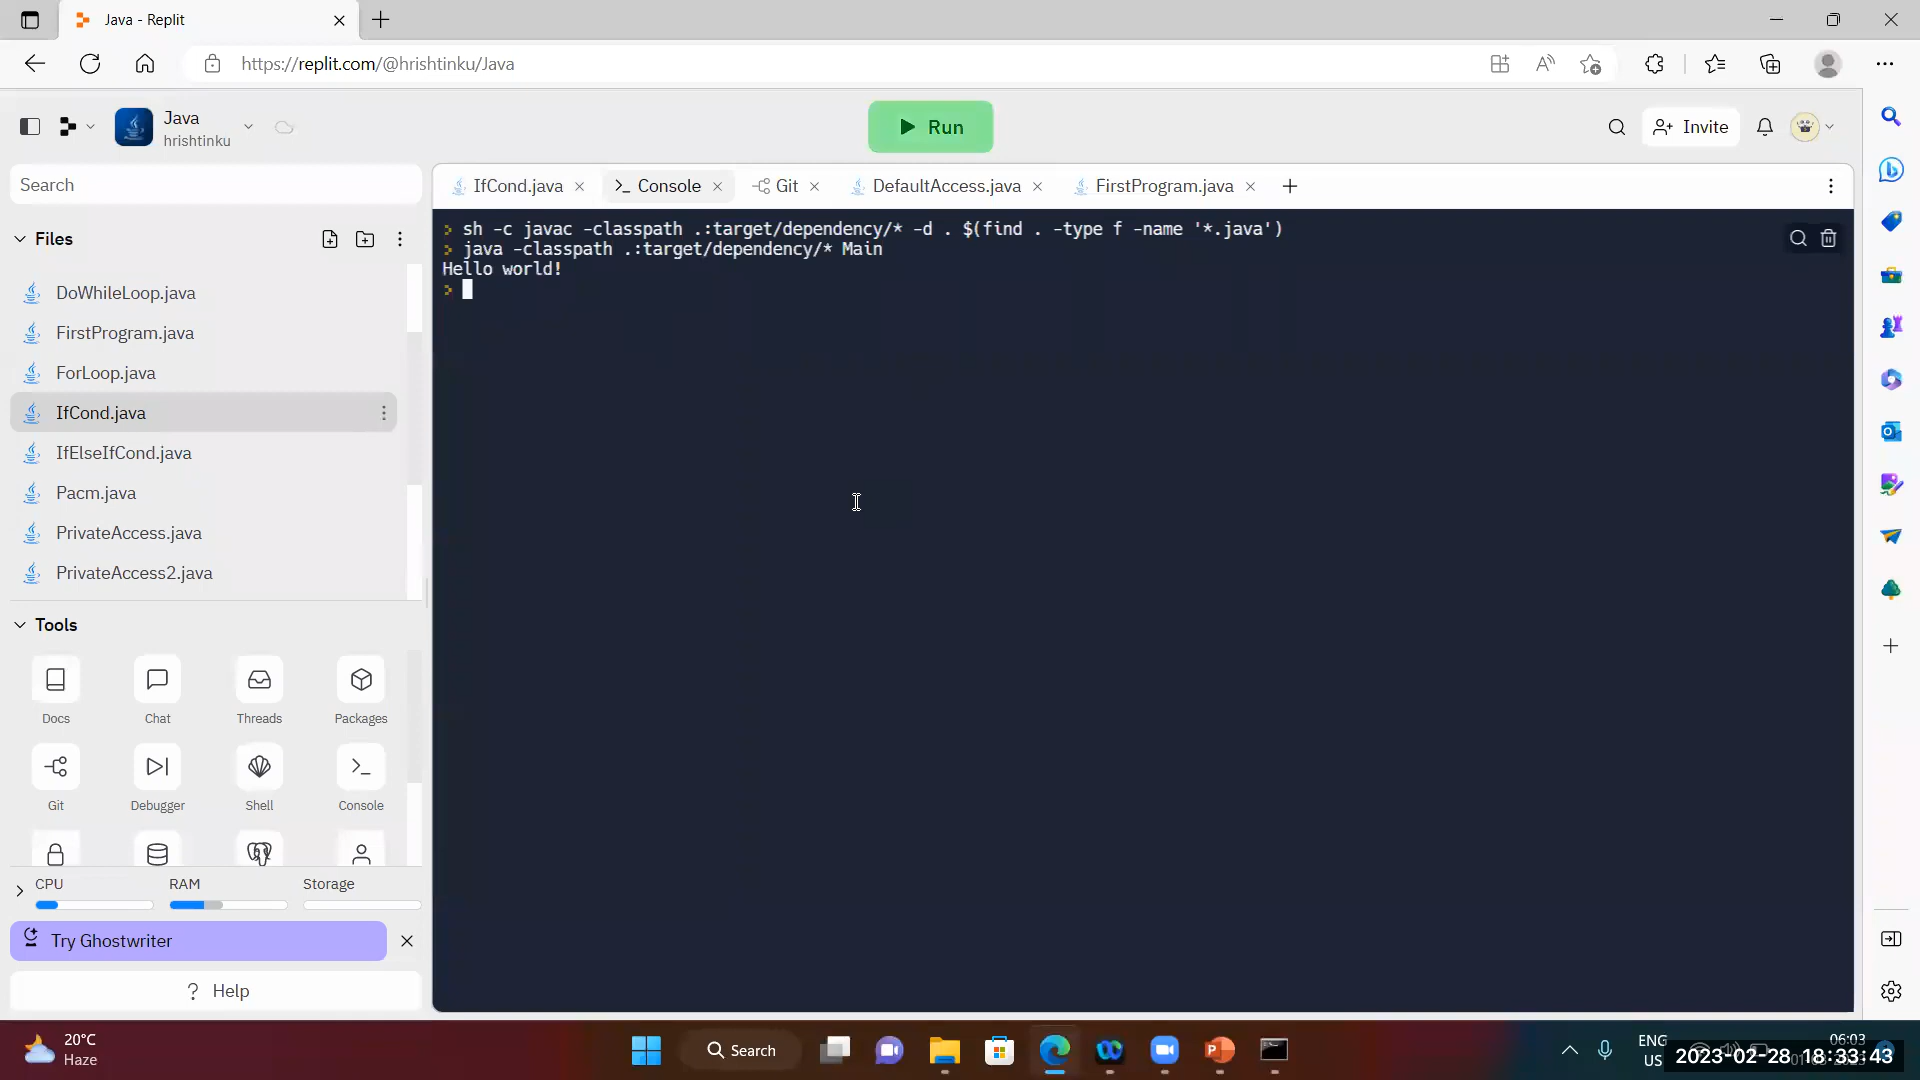 Java - Replit
https://replit.com/@hrishtinku/Java
Java
hrishtinku
Run
Invite
Search
IfCond.java
Console
Git
DefaultAccess.java
FirstProgram.java
Files
DoWhileLoop.java
FirstProgram.java
ForLoop.java
IfCond.java
IfElseIfCond.java
Pacm.java
PrivateAccess.java
PrivateAccess2.java
> sh -c javac -classpath .:target/dependency/* -d . $(find . -type f -name '*.java')
> java -classpath .:target/dependency/* Main
Hello world!
>
Tools
Docs
Chat
Threads
Packages
Git
Debugger
Shell
Console
CPU
RAM
Storage
Try Ghostwriter
? Help
20°C
Haze
Search
ENG
US
06:03
2023-02-28 18:33:43